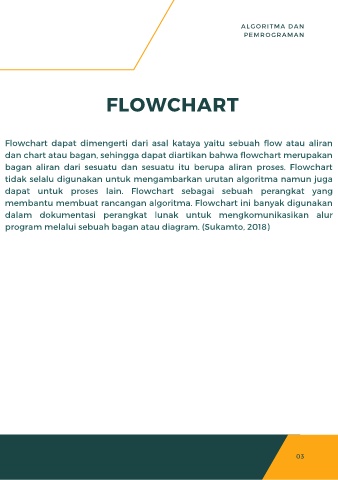 ALGORITMA DAN
PEMROGRAMAN
FLOWCHART
Flowchart dapat dimengerti dari asal kataya yaitu sebuah flow atau aliran
dan chart atau bagan, sehingga dapat diartikan bahwa flowchart merupakan
bagan aliran dari sesuatu dan sesuatu itu berupa aliran proses. Flowchart
tidak selalu digunakan untuk mengambarkan urutan algoritma namun juga
dapat untuk proses lain. Flowchart sebagai sebuah perangkat yang
membantu membuat rancangan algoritma. Flowchart ini banyak digunakan
dalam dokumentasi perangkat lunak untuk mengkomunikasikan alur
program melalui sebuah bagan atau diagram. (Sukamto, 2018)
03